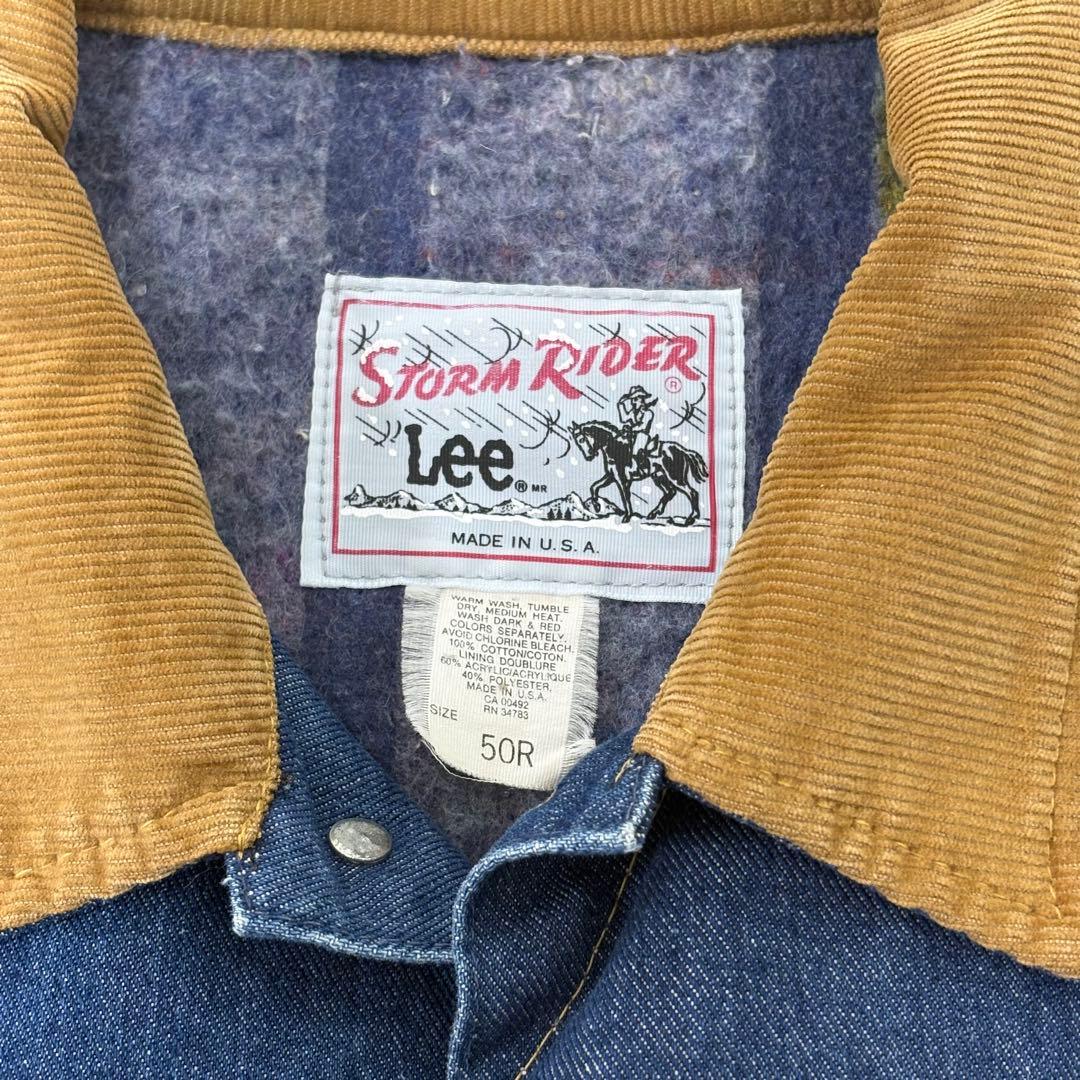 STORM RIDER ®
Lee ® MR
MADE IN U.S.A.
WARM WASH, TUMBLE
DRY, MEDIUM HEAT.
WASH DARK & RED
COLORS SEPARATELY.
AVOID CHLORINE BLEACH.
100% COTTON/COTON.
LINING DOUBLURE
60% ACRYLIC/ACRYLIQUE
40% POLYESTER,
MADE IN U.S.A.
CA 00492
RN 34783
SIZE
50R